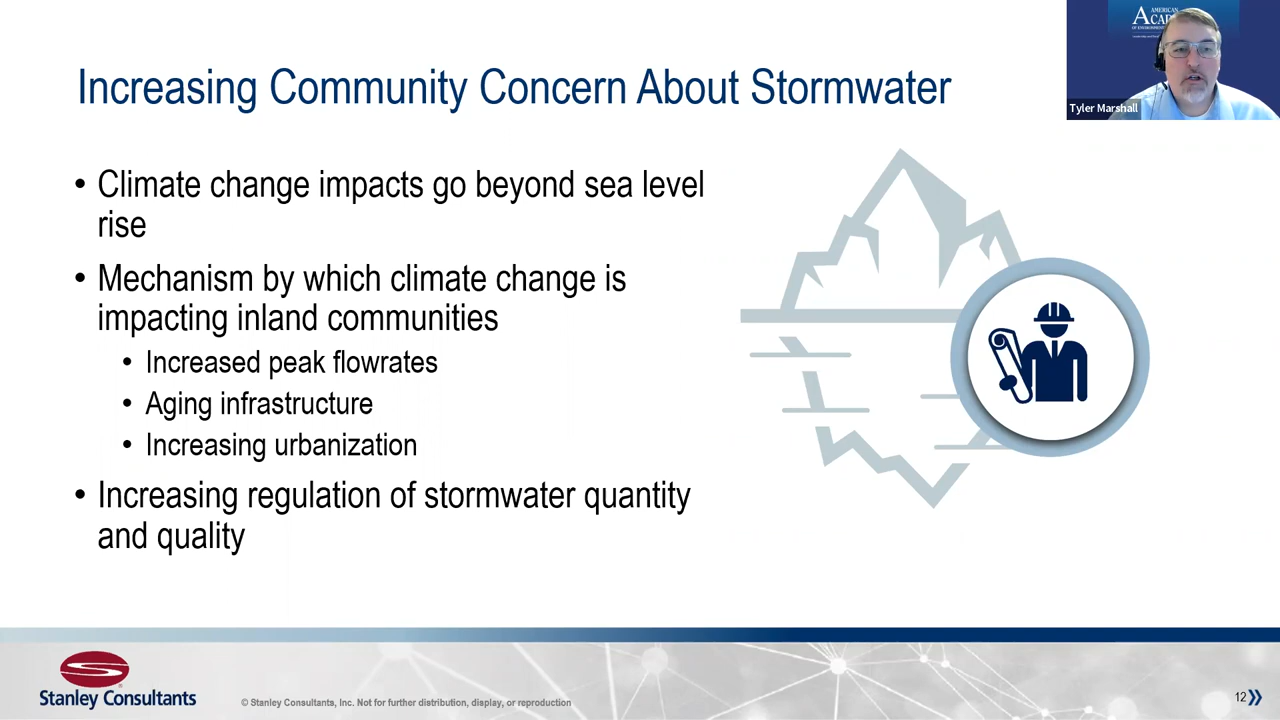 Increasing Community Concern About Stormwater
• Climate change impacts go beyond sea level
rise
• Mechanism by which climate change is
impacting inland communities
• Increased peak flowrates
• Aging infrastructure
• Increasing urbanization
• Increasing regulation of stormwater quantity
and quality
AMERICAN
Tyler Marshall
Stanley Consultants
© Stanley Consultants, Inc. Not for further distribution, display, or reproduction
12